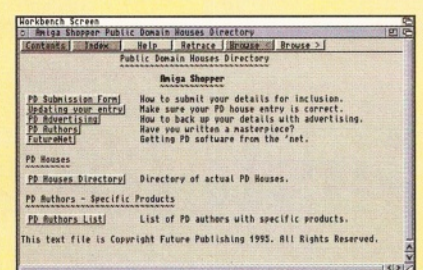 Workbench Screen
Amiga Shopper Public Domain Houses Directory
Contents Index Help Retrace Browse < Browse >
Public Domain Houses Directory
Amiga Shopper
PD Submission Form How to submit your details for inclusion.
Updating your entry Make sure your PD house entry is correct.
PD Advertising How to back up your details with advertising.
PD Authors Have you written a masterpiece?
FutureNet Getting PD software from the 'net.
PD Houses
PD Houses Directory Directory of actual PD Houses.
PD Authors - Specific Products
PD Authors List List of PD authors with specific products.
This text file is Copyright Future Publishing 1995. All Rights Reserved.